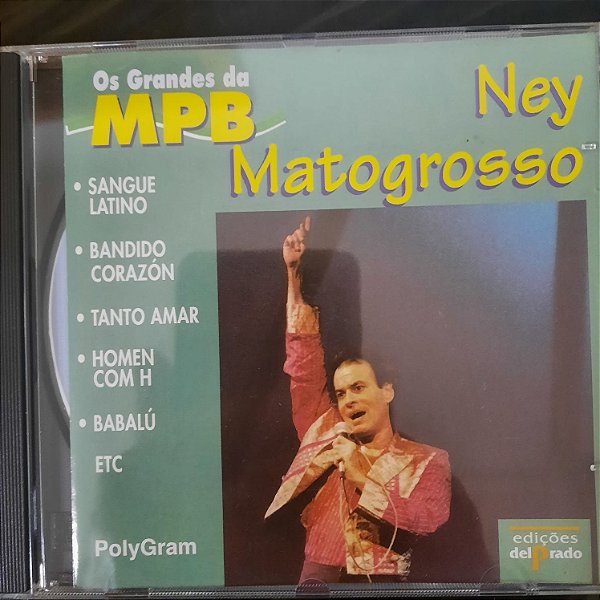 Os Grandes da
MPB
Ney
Matogrosso
• SANGUE
LATINO
• BANDIDO
CORAZÓN
• TANTO AMAR
• HOMEN
COM H
• BABALÚ
ETC
PolyGram
edições
delPrado